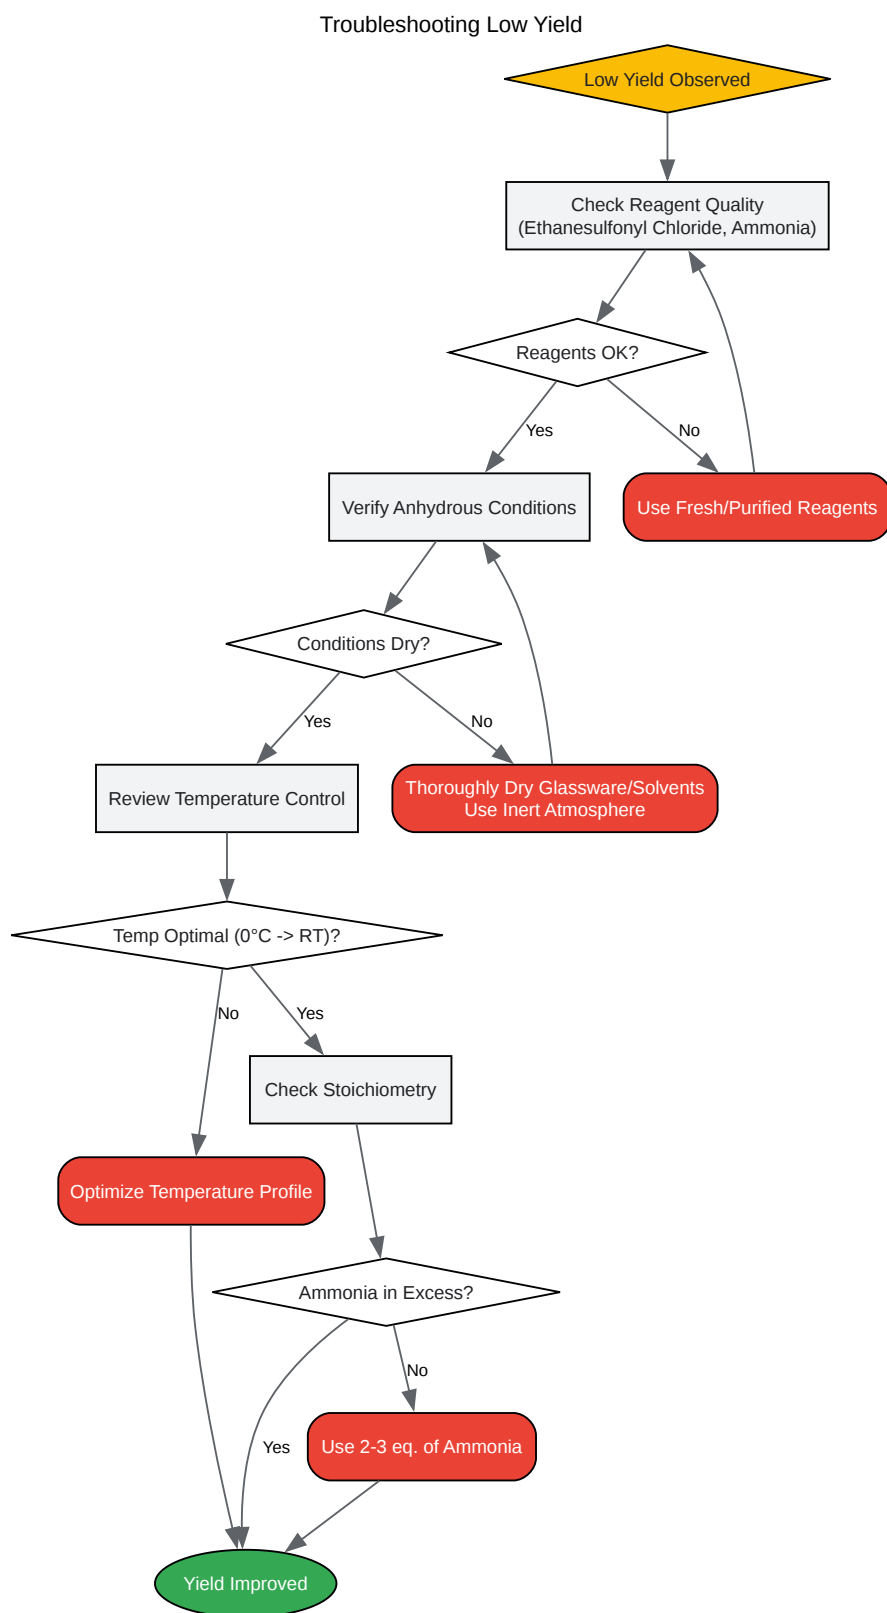 Troubleshooting Low Yield
Low Yield Observed
Check Reagent Quality
(Ethanesulfonyl Chloride, Ammonia)
Reagents OK?
Yes
No
Verify Anhydrous Conditions
Use Fresh/Purified Reagents
Conditions Dry?
Yes
No
Review Temperature Control
Thoroughly Dry Glassware/Solvents
Use Inert Atmosphere
Temp Optimal (0°C -> RT)?
No
Yes
Check Stoichiometry
Optimize Temperature Profile
Ammonia in Excess?
No
Yes
Use 2-3 eq. of Ammonia
Yield Improved